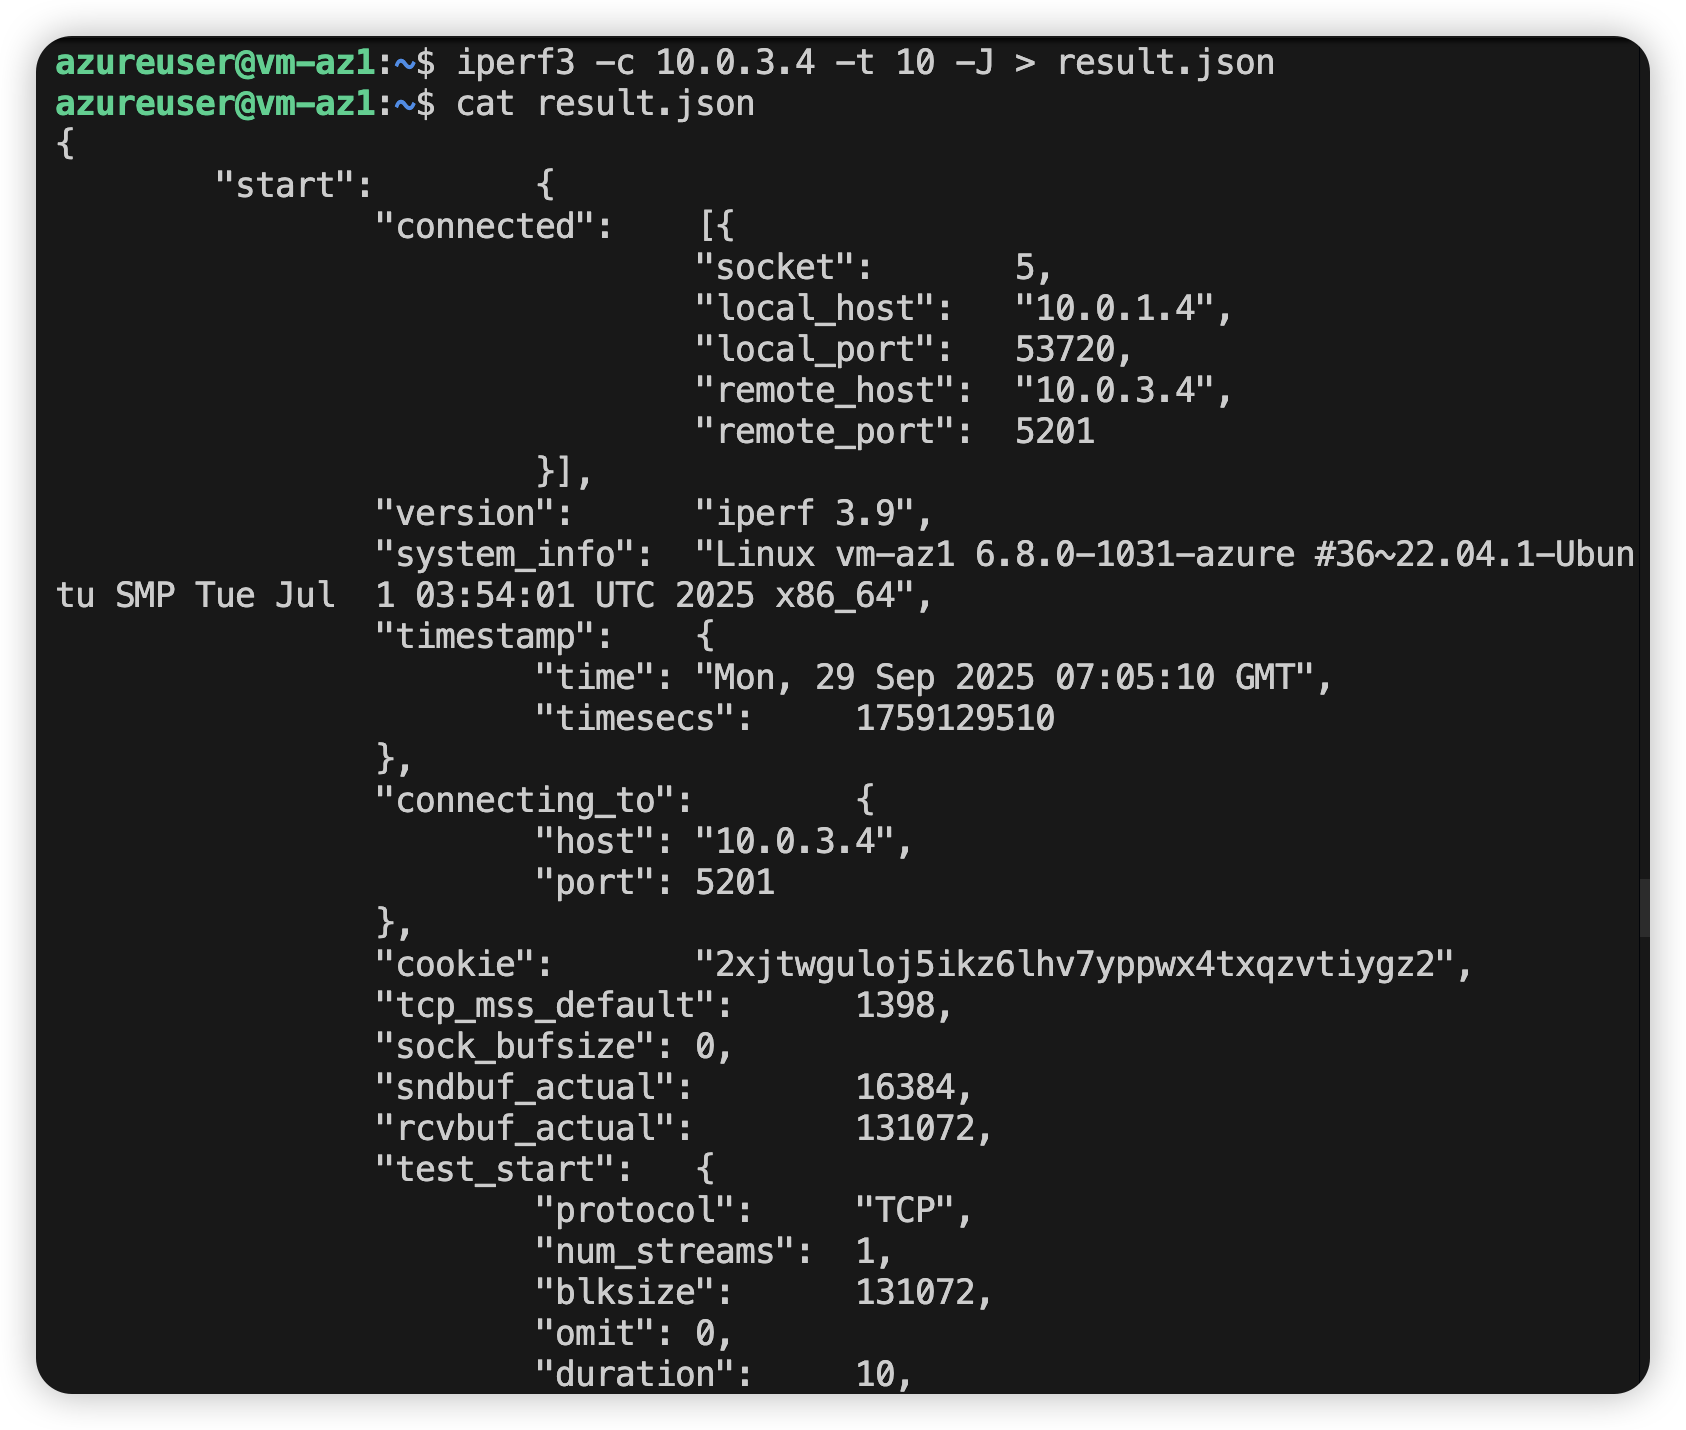 azureuser@vm-az1:~$ iperf3 -c 10.0.3.4 -t 10 -J > result.json
azureuser@vm-az1:~$ cat result.json
{
        "start":        {
                "connected":    [{
                                "socket":       5,
                                "local_host":   "10.0.1.4",
                                "local_port":   53720,
                                "remote_host":  "10.0.3.4",
                                "remote_port":  5201
                        }],
                "version":      "iperf 3.9",
                "system_info":  "Linux vm-az1 6.8.0-1031-azure #36~22.04.1-Ubun
tu SMP Tue Jul  1 03:54:01 UTC 2025 x86_64",
                "timestamp":    {
                        "time": "Mon, 29 Sep 2025 07:05:10 GMT",
                        "timesecs":     1759129510
                },
                "connecting_to":        {
                        "host": "10.0.3.4",
                        "port": 5201
                },
                "cookie":       "2xjtwguloj5ikz6lhv7yppwx4txqzvtiygz2",
                "tcp_mss_default":      1398,
                "sock_bufsize": 0,
                "sndbuf_actual":        16384,
                "rcvbuf_actual":        131072,
                "test_start":   {
                        "protocol":     "TCP",
                        "num_streams":  1,
                        "blksize":      131072,
                        "omit": 0,
                        "duration":     10,